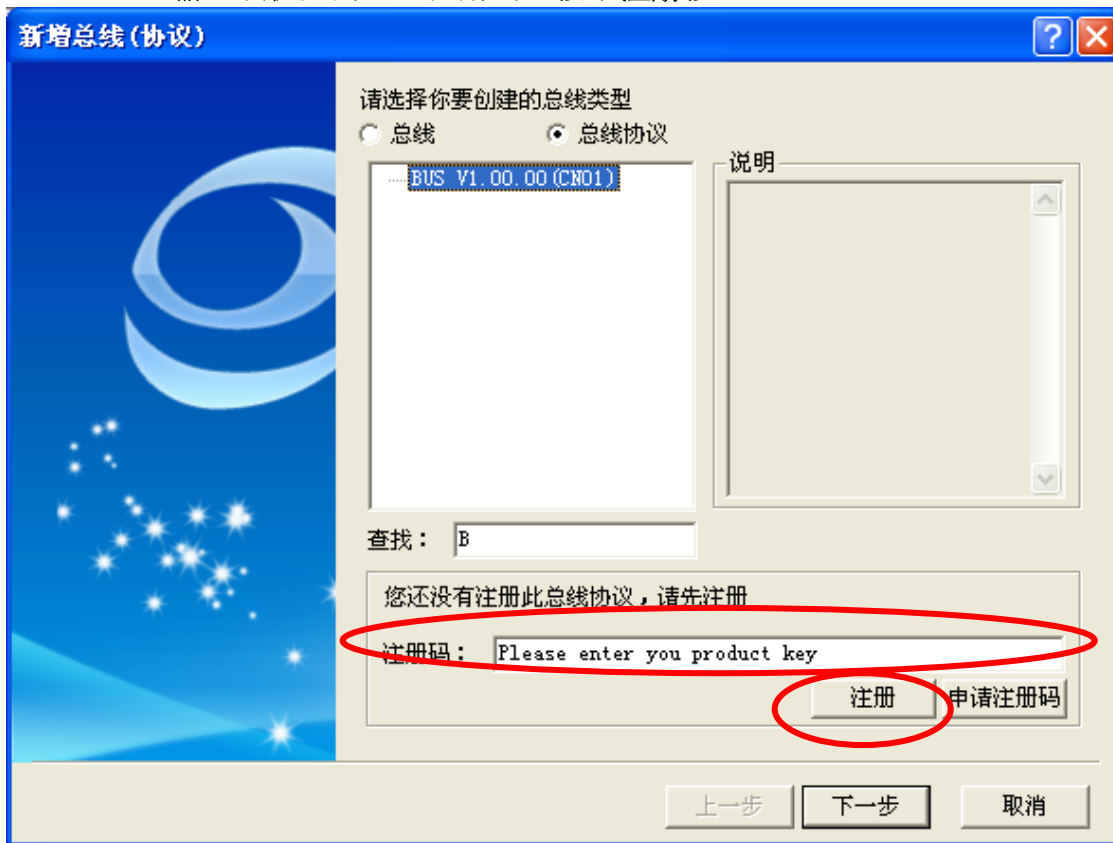 新增总线(协议)
请选择你要创建的总线类型
总线 总线协议
BUS V1.00.00(CN01)
说明
查找： B
您还没有注册此总线协议，请先注册
注册码： Please enter you product key
注册 申请注册码
上一步 下一步 取消